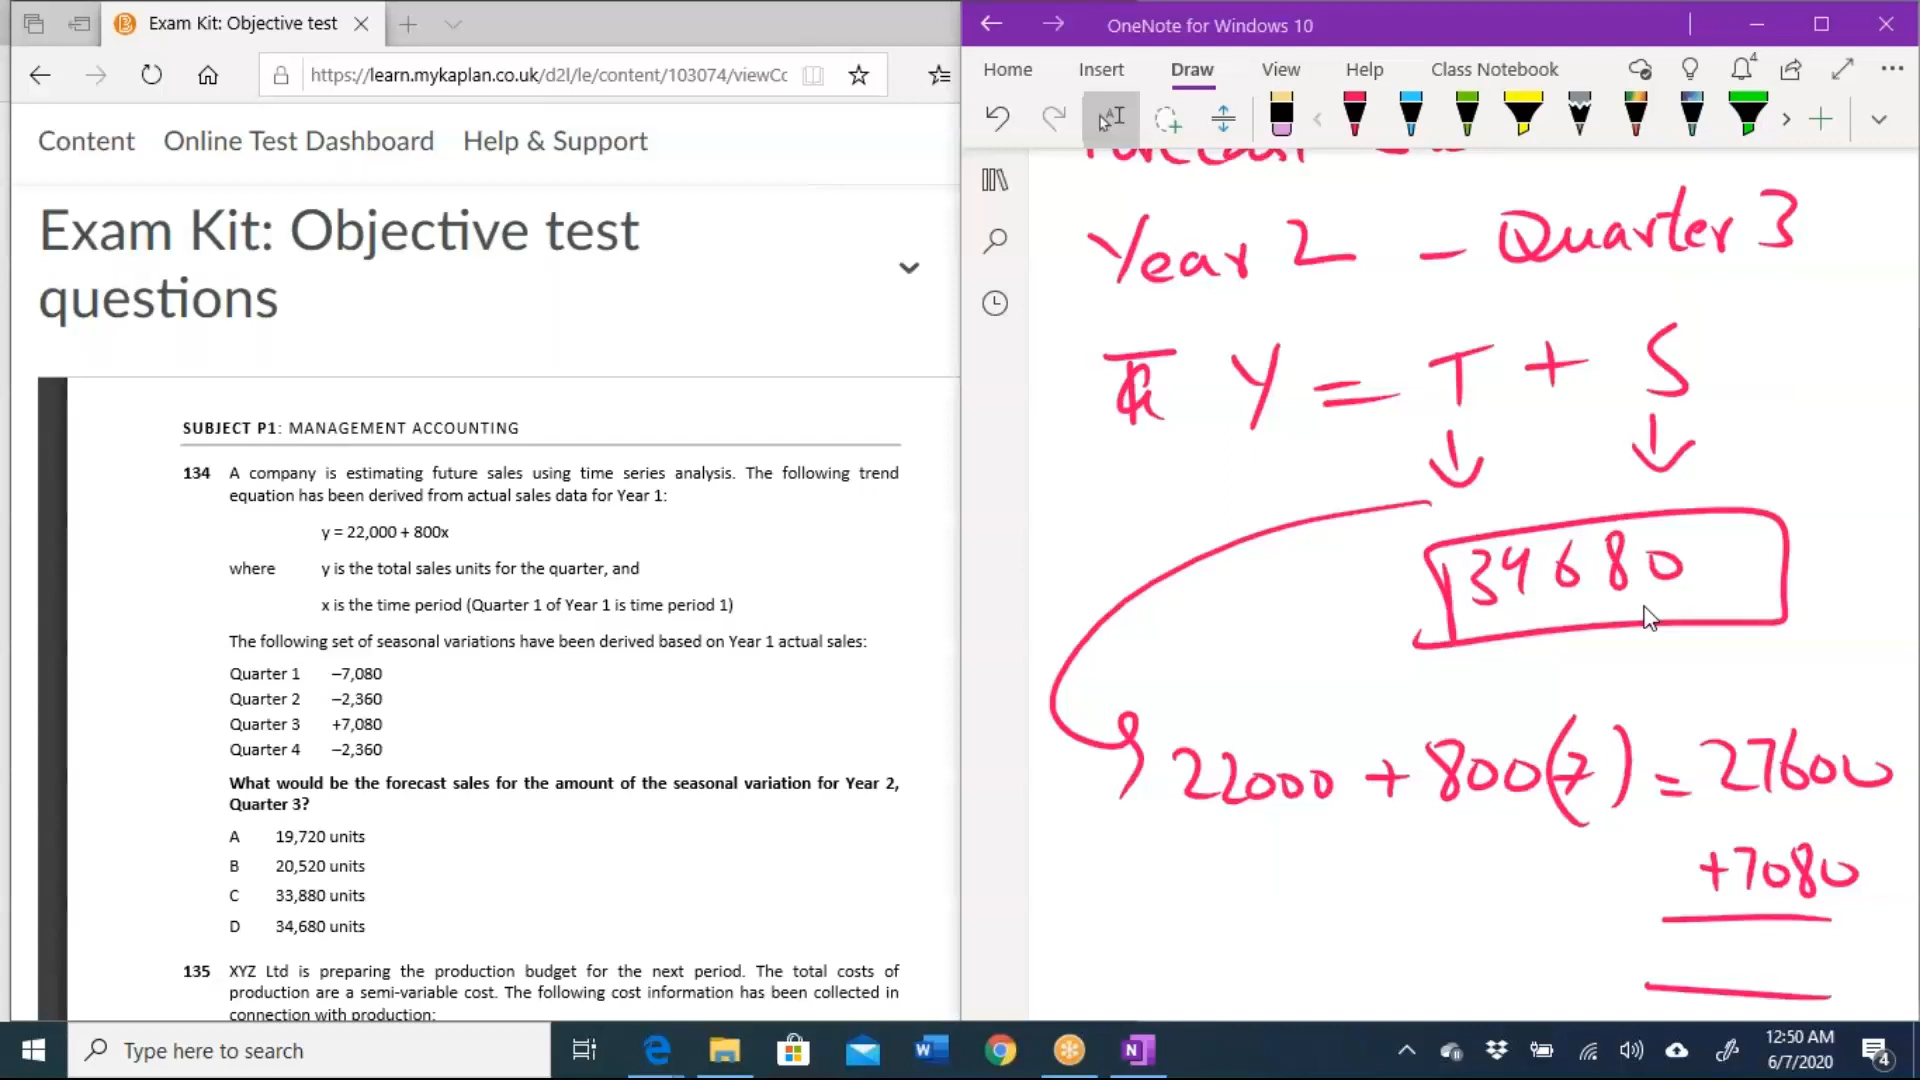 Exam Kit: Objective test
OneNote for Windows 10
https://learn.mykaplan.co.uk/d2l/le/content/103074/viewCc
Home Insert Draw View Help Class Notebook
4
Content Online Test Dashboard Help & Support
Exam Kit: Objective test
questions
SUBJECT P1: MANAGEMENT ACCOUNTING
134 A company is estimating future sales using time series analysis. The following trend
equation has been derived from actual sales data for Year 1:
y = 22,000 + 800x
where y is the total sales units for the quarter, and
x is the time period (Quarter 1 of Year 1 is time period 1)
The following set of seasonal variations have been derived based on Year 1 actual sales:
Quarter 1 –7,080
Quarter 2 –2,360
Quarter 3 +7,080
Quarter 4 –2,360
What would be the forecast sales for the amount of the seasonal variation for Year 2,
Quarter 3?
A 19,720 units
B 20,520 units
C 33,880 units
D 34,680 units
135 XYZ Ltd is preparing the production budget for the next period. The total costs of
production are a semi-variable cost. The following cost information has been collected in
connection with production:
Year 2 - Quarter 3
Y = T + S
34680
22000 + 800(7) = 27600
+7080
Type here to search
12:50 AM
6/7/2020
4